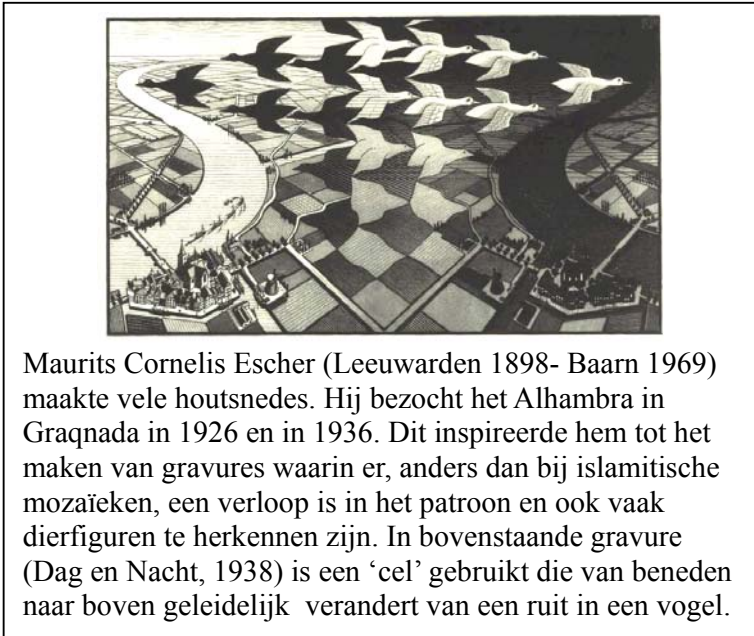 Maurits Cornelis Escher (Leeuwarden 1898- Baarn 1969)
maakte vele houtsnedes. Hij bezocht het Alhambra in
Graqnada in 1926 en in 1936. Dit inspireerde hem tot het
maken van gravures waarin er, anders dan bij islamitische
mozaïeken, een verloop is in het patroon en ook vaak
dierfiguren te herkennen zijn. In bovenstaande gravure
(Dag en Nacht, 1938) is een ‘cel’ gebruikt die van beneden
naar boven geleidelijk  verandert van een ruit in een vogel.